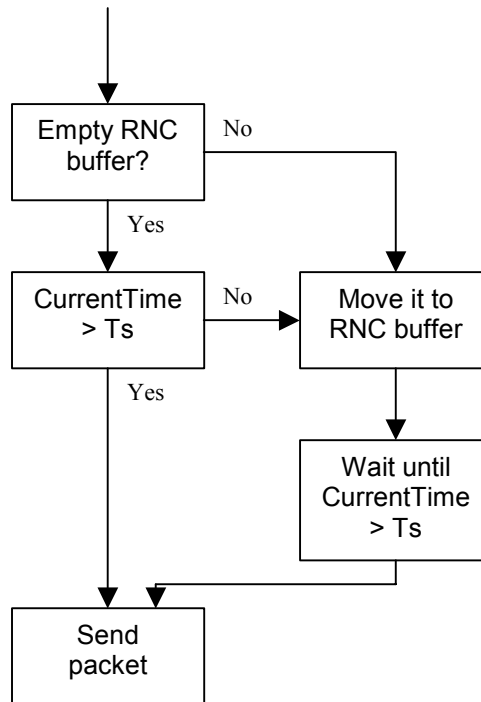 Empty RNC
buffer?
No
Yes
CurrentTime
> Ts
No
Move it to
RNC buffer
Yes
Wait until
CurrentTime
> Ts
Send
packet